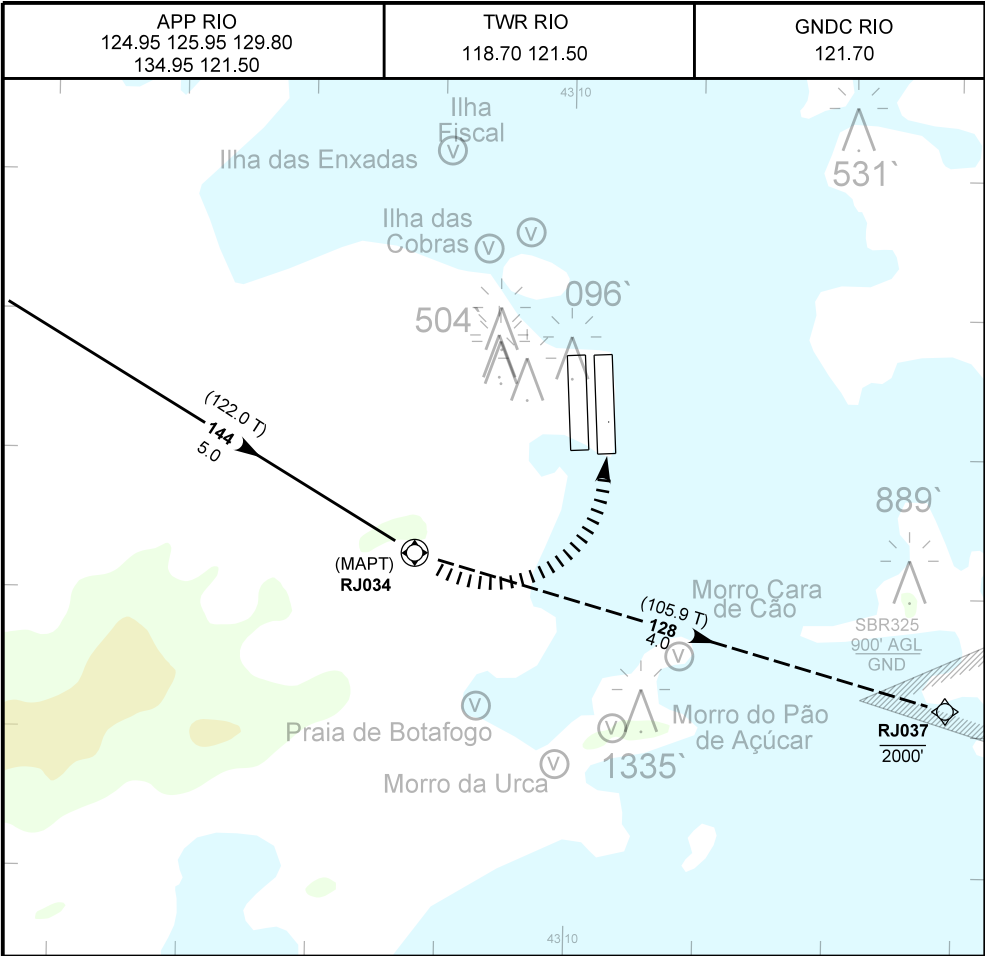 APP RIO
124.95 125.95 129.80
134.95 121.50
TWR RIO
118.70 121.50
GNDC RIO
121.70
43 10
Ilha
Fiscal
V
Ilha das Enxadas
531`
Ilha das
Cobras
V
V
096`
504`
(122.0 T)
144
5.0
889`
(MAPT)
RJ034
Morro Cara
de Cão
(105.9 T)
128
4.0
V
SBR325
900' AGL
GND
V
Praia de Botafogo
Morro do Pão
de Açúcar
V
RJ037
2000'
1335`
V
Morro da Urca
43 10